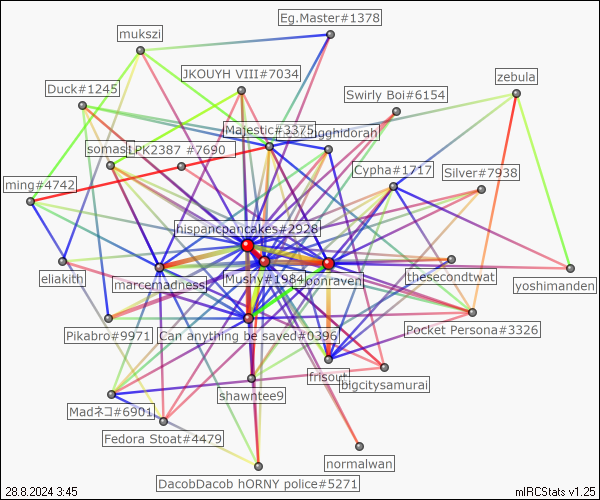 Eg.Master#1378
mukszi
JKOUYH VIII#7034
zebula
Duck#1245
Swirly Boi#6154
Majestic#3375
gghidorah
somas
LPK2387 #7690
Cypha#1717
Silver#7938
ming#4742
hispanicpancakes#2928
eliakith
marcemadness
Mushy#1984
oonraven
thesecondtwat
yoshimanden
Pikabro#9971
Can anything be saved#0396
Pocket Persona#3326
frisout
bigcitysamurai
shawntee9
Madネコ#6901
Fedora Stoat#4479
normalwan
DacobDacob hORNY police#5271
28.8.2024 3:45
mIRCStats v1.25